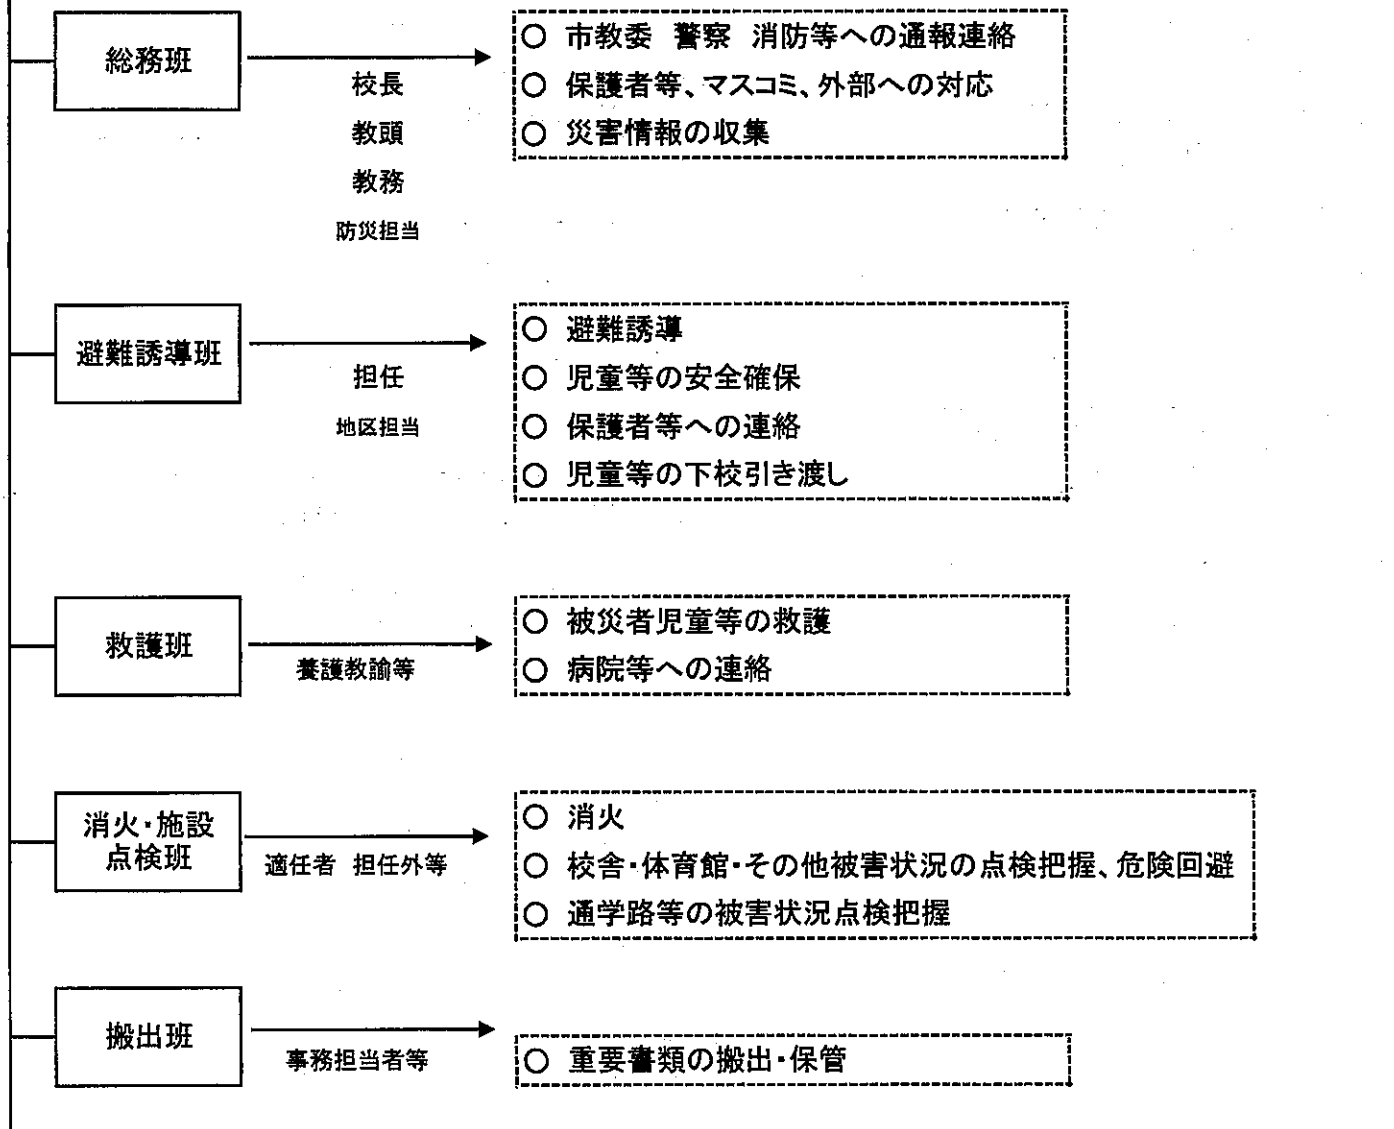 総務班
校長
教頭
教務
防災担当
○ 市教委 警察 消防等への通報連絡
○ 保護者等、マスコミ、外部への対応
○ 災害情報の収集
避難誘導班
担任
地区担当
○ 避難誘導
○ 児童等の安全確保
○ 保護者等への連絡
○ 児童等の下校引き渡し
救護班
養護教諭等
○ 被災者児童等の救護
○ 病院等への連絡
消火・施設
点検班
適任者 担任外等
○ 消火
○ 校舎・体育館・その他被害状況の点検把握、危険回避
○ 通学路等の被害状況点検把握
搬出班
事務担当者等
○ 重要書類の搬出・保管